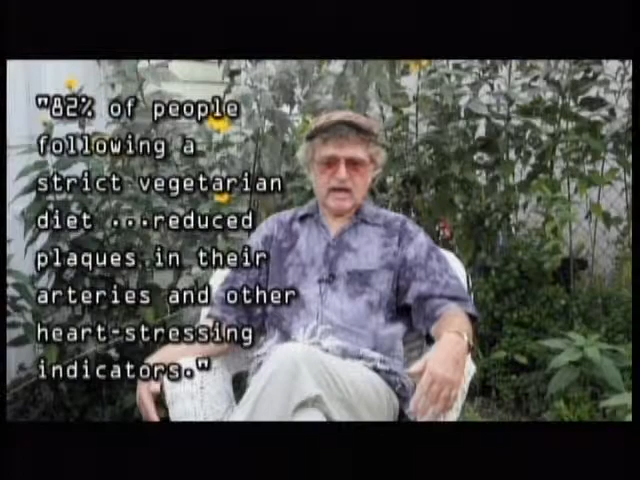 "82% of people
following a
strict vegetarian
diet ...reduced
plaques in their
arteries and other
heart-stressing
indicators."